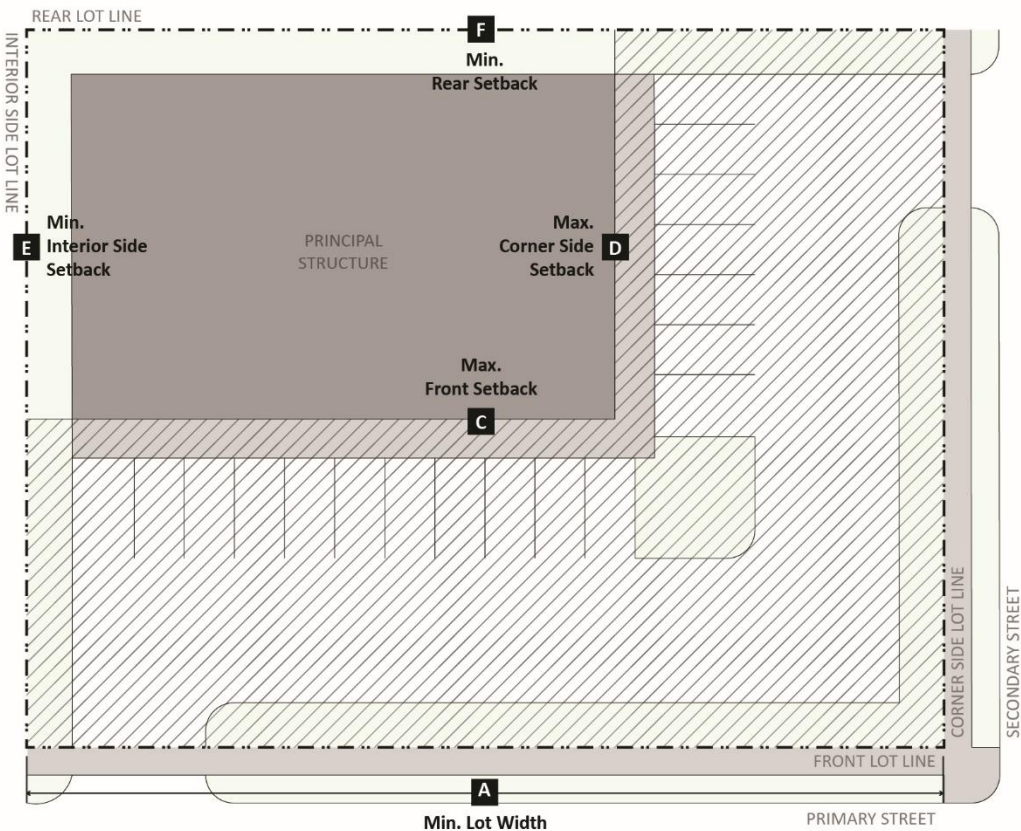 REAR LOT LINE
F
Min.
Rear Setback
INTERIOR SIDE LOT LINE
E
Min.
Interior Side
Setback
PRINCIPAL
STRUCTURE
Max.
Corner Side
Setback
D
Max.
Front Setback
C
CORNER SIDE LOT LINE
SECONDARY STREET
FRONT LOT LINE
A
Min. Lot Width
PRIMARY STREET